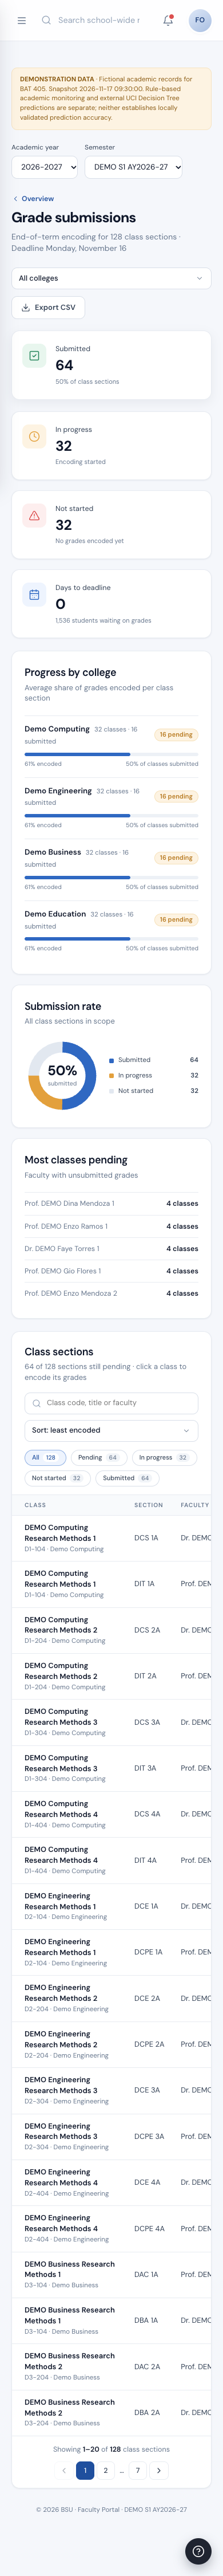 Search school-wide r
FO
DEMONSTRATION DATA · Fictional academic records for
BAT 405. Snapshot 2026-11-17 09:30:00. Rule-based
academic monitoring and external UCI Decision Tree
predictions are separate; neither establishes locally
validated prediction accuracy.
Academic year
Semester
2026-2027
DEMO S1 AY2026-27
Overview
Grade submissions
End-of-term encoding for 128 class sections ·
Deadline Monday, November 16
All colleges
Export CSV
Submitted
64
50% of class sections
In progress
32
Encoding started
Not started
32
No grades encoded yet
Days to deadline
0
1,536 students waiting on grades
Progress by college
Average share of grades encoded per class
section
Demo Computing 32 classes · 16
submitted
16 pending
61% encoded
50% of classes submitted
Demo Engineering 32 classes · 16
submitted
16 pending
61% encoded
50% of classes submitted
Demo Business 32 classes · 16
submitted
16 pending
61% encoded
50% of classes submitted
Demo Education 32 classes · 16
submitted
16 pending
61% encoded
50% of classes submitted
Submission rate
All class sections in scope
50%
submitted
Submitted 64
In progress 32
Not started 32
Most classes pending
Faculty with unsubmitted grades
Prof. DEMO Dina Mendoza 1 4 classes
Prof. DEMO Enzo Ramos 1 4 classes
Dr. DEMO Faye Torres 1 4 classes
Prof. DEMO Gio Flores 1 4 classes
Prof. DEMO Enzo Mendoza 2 4 classes
Class sections
64 of 128 sections still pending · click a class to
encode its grades
Class code, title or faculty
Sort: least encoded
All 128
Pending 64
In progress 32
Not started 32
Submitted 64
CLASS SECTION FACULTY
DEMO Computing
Research Methods 1
D1-104 · Demo Computing
DCS 1A
Dr. DEMO
DEMO Computing
Research Methods 1
D1-104 · Demo Computing
DIT 1A
Prof. DEM
DEMO Computing
Research Methods 2
D1-204 · Demo Computing
DCS 2A
Dr. DEMO
DEMO Computing
Research Methods 2
D1-204 · Demo Computing
DIT 2A
Prof. DEM
DEMO Computing
Research Methods 3
D1-304 · Demo Computing
DCS 3A
Dr. DEMO
DEMO Computing
Research Methods 3
D1-304 · Demo Computing
DIT 3A
Prof. DEM
DEMO Computing
Research Methods 4
D1-404 · Demo Computing
DCS 4A
Dr. DEMO
DEMO Computing
Research Methods 4
D1-404 · Demo Computing
DIT 4A
Prof. DEM
DEMO Engineering
Research Methods 1
D2-104 · Demo Engineering
DCE 1A
Dr. DEMO
DEMO Engineering
Research Methods 1
D2-104 · Demo Engineering
DCPE 1A
Prof. DEM
DEMO Engineering
Research Methods 2
D2-204 · Demo Engineering
DCE 2A
Dr. DEMO
DEMO Engineering
Research Methods 2
D2-204 · Demo Engineering
DCPE 2A
Prof. DEM
DEMO Engineering
Research Methods 3
D2-304 · Demo Engineering
DCE 3A
Dr. DEMO
DEMO Engineering
Research Methods 3
D2-304 · Demo Engineering
DCPE 3A
Prof. DEM
DEMO Engineering
Research Methods 4
D2-404 · Demo Engineering
DCE 4A
Dr. DEMO
DEMO Engineering
Research Methods 4
D2-404 · Demo Engineering
DCPE 4A
Prof. DEM
DEMO Business Research
Methods 1
D3-104 · Demo Business
DAC 1A
Prof. DEM
DEMO Business Research
Methods 1
D3-104 · Demo Business
DBA 1A
Dr. DEMO
DEMO Business Research
Methods 2
D3-204 · Demo Business
DAC 2A
Prof. DEM
DEMO Business Research
Methods 2
D3-204 · Demo Business
DBA 2A
Dr. DEMO
Showing 1–20 of 128 class sections
1 2 … 7
© 2026 BSU · Faculty Portal · DEMO S1 AY2026-27